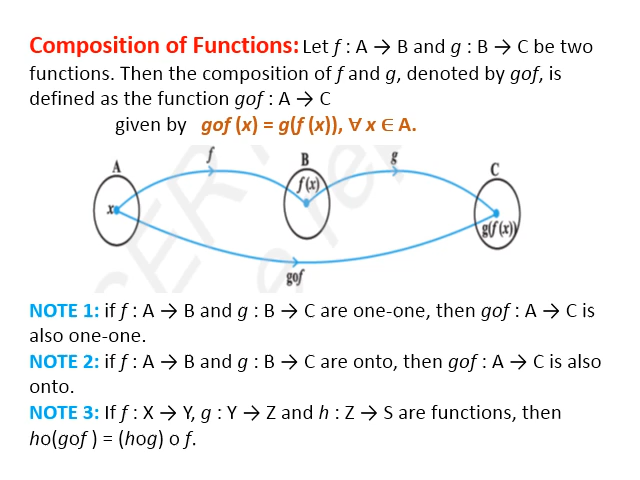 Composition of Functions: Let f : A → B and g : B → C be two
functions. Then the composition of f and g, denoted by gof, is
defined as the function gof : A → C
given by gof (x) = g(f (x)), ∀ x ∈ A.
f
A
B
g
C
x
f(x)
g(f(x))
gof
NOTE 1: if f : A → B and g : B → C are one-one, then gof : A → C is
also one-one.
NOTE 2: if f : A → B and g : B → C are onto, then gof : A → C is also
onto.
NOTE 3: If f : X → Y, g : Y → Z and h : Z → S are functions, then
ho(gof ) = (hog) o f.